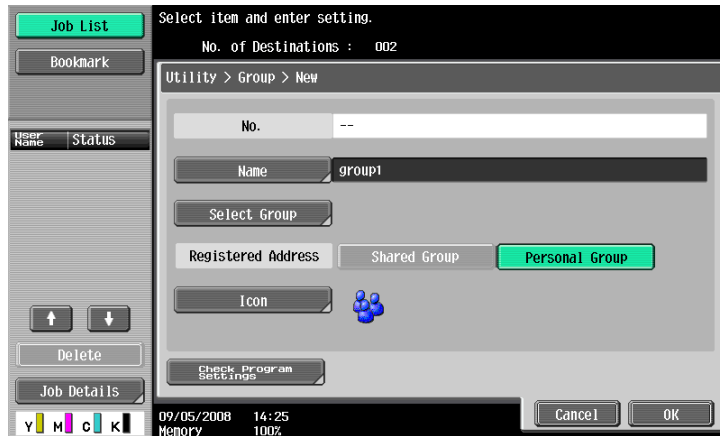 Job List
Bookmark
User Name
Status
Delete
Job Details
Y M C K
Select item and enter setting.
No. of Destinations : 002
Utility > Group > New
No. --
Name group1
Select Group
Registered Address Shared Group Personal Group
Icon
Check Program Settings
09/05/2008 14:25
Memory 100%
Cancel OK